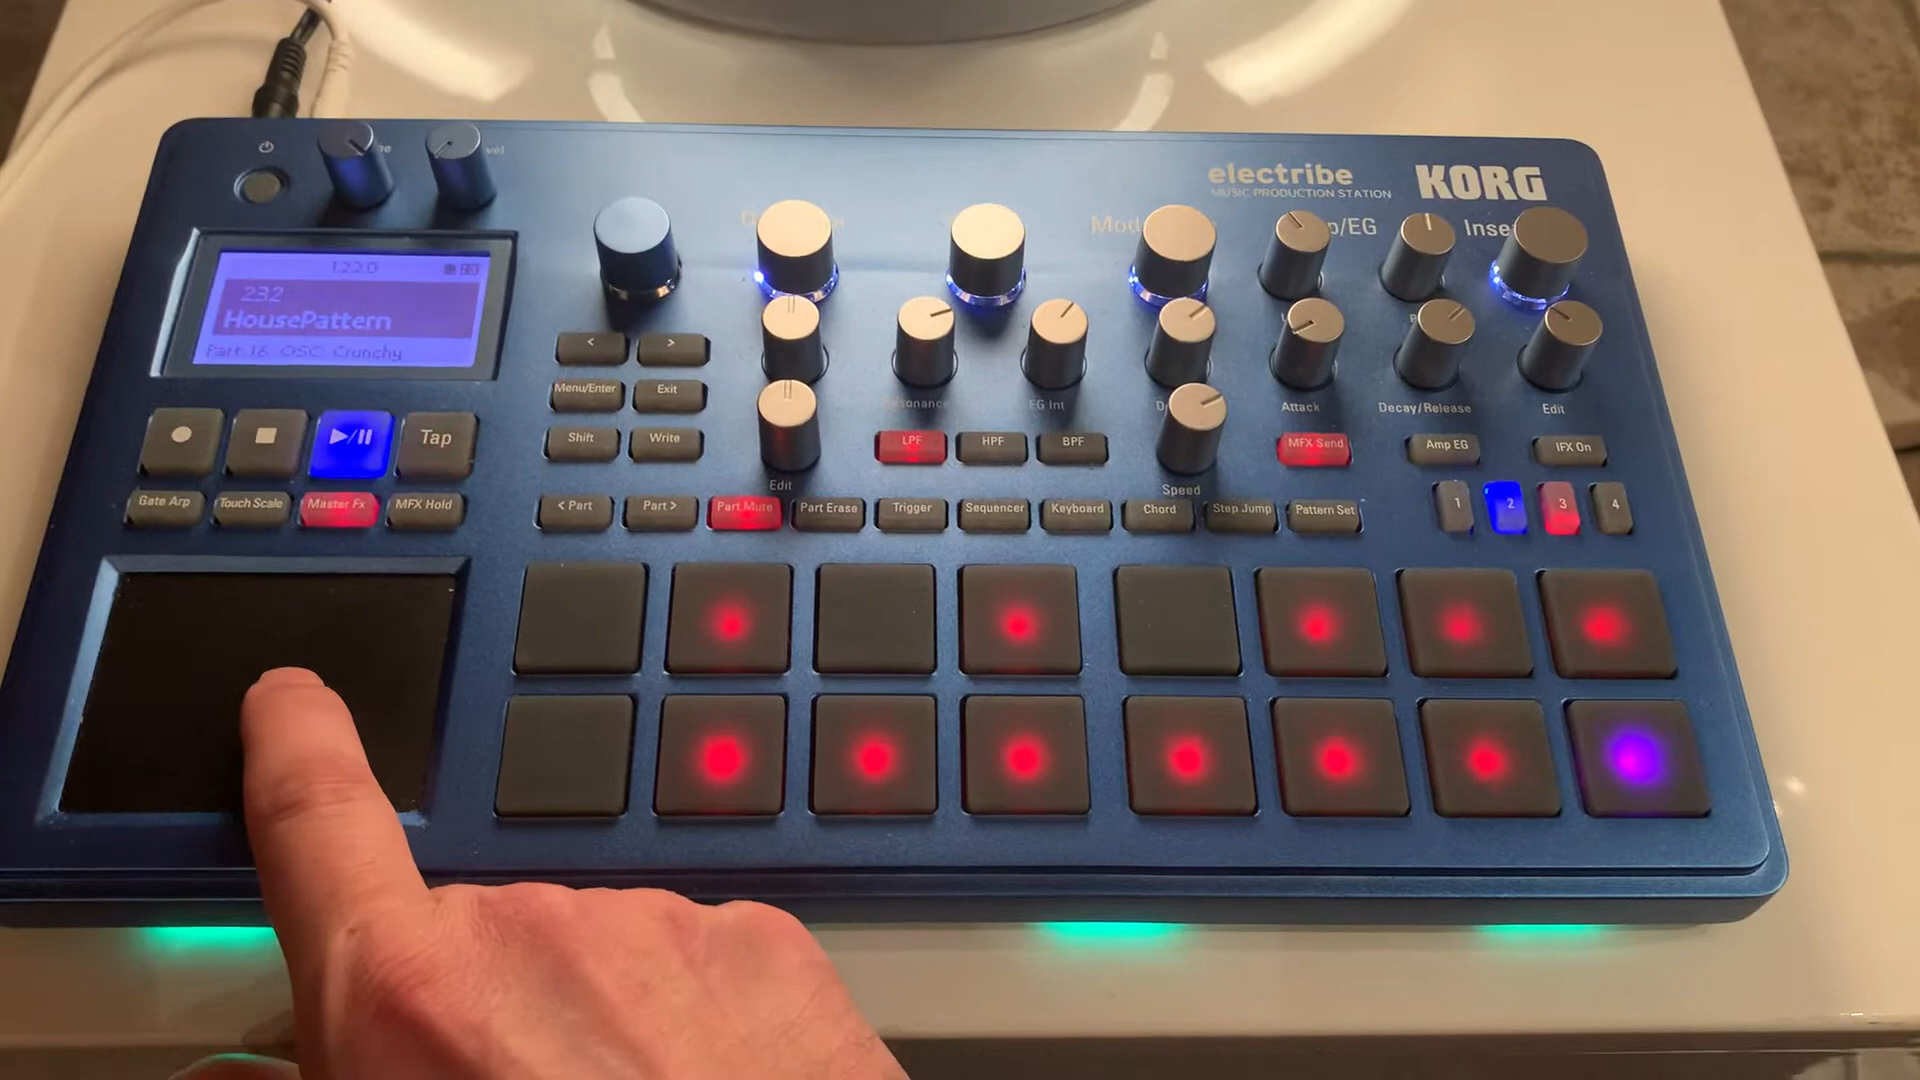 electribe
MUSIC PRODUCTION STATION
KORG
122.0
232
HousePattern
Part 16 OSC Crunchy
/EG
Inse
<
>
Menu/Enter
Exit
Shift
Write
Tap
Gate Arp
Touch Scale
Master Fx
MFX Hold
EG Int
Attack
Decay/Release
Edit
LPF
HPF
BPF
MFX Send
Amp EG
IFX On
Edit
Speed
< Part
Part >
Part Mute
Part Erase
Trigger
Sequencer
Keyboard
Chord
Step Jump
Pattern Set
1
2
3
4